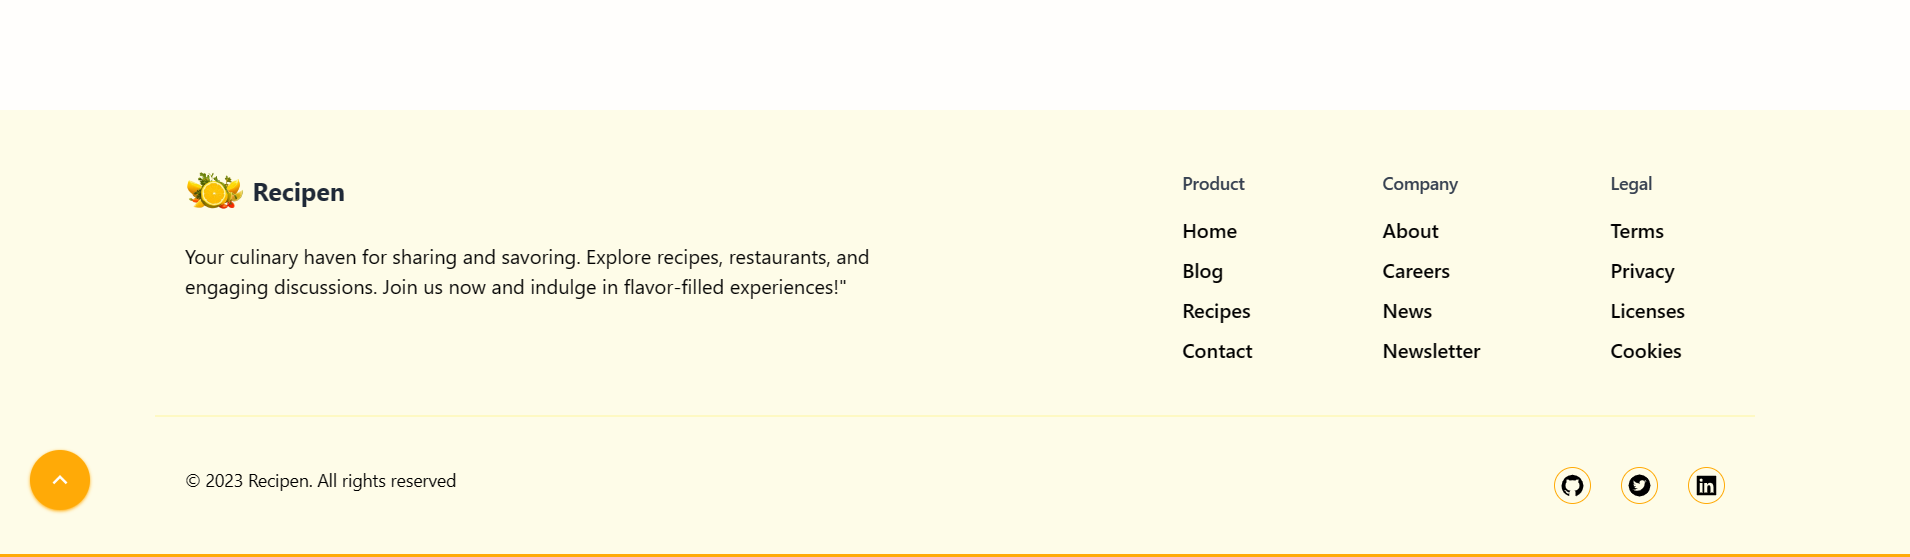 Recipen
Your culinary haven for sharing and savoring. Explore recipes, restaurants, and
engaging discussions. Join us now and indulge in flavor-filled experiences!"
Product
Home
Blog
Recipes
Contact
Company
About
Careers
News
Newsletter
Legal
Terms
Privacy
Licenses
Cookies
© 2023 Recipen. All rights reserved
in